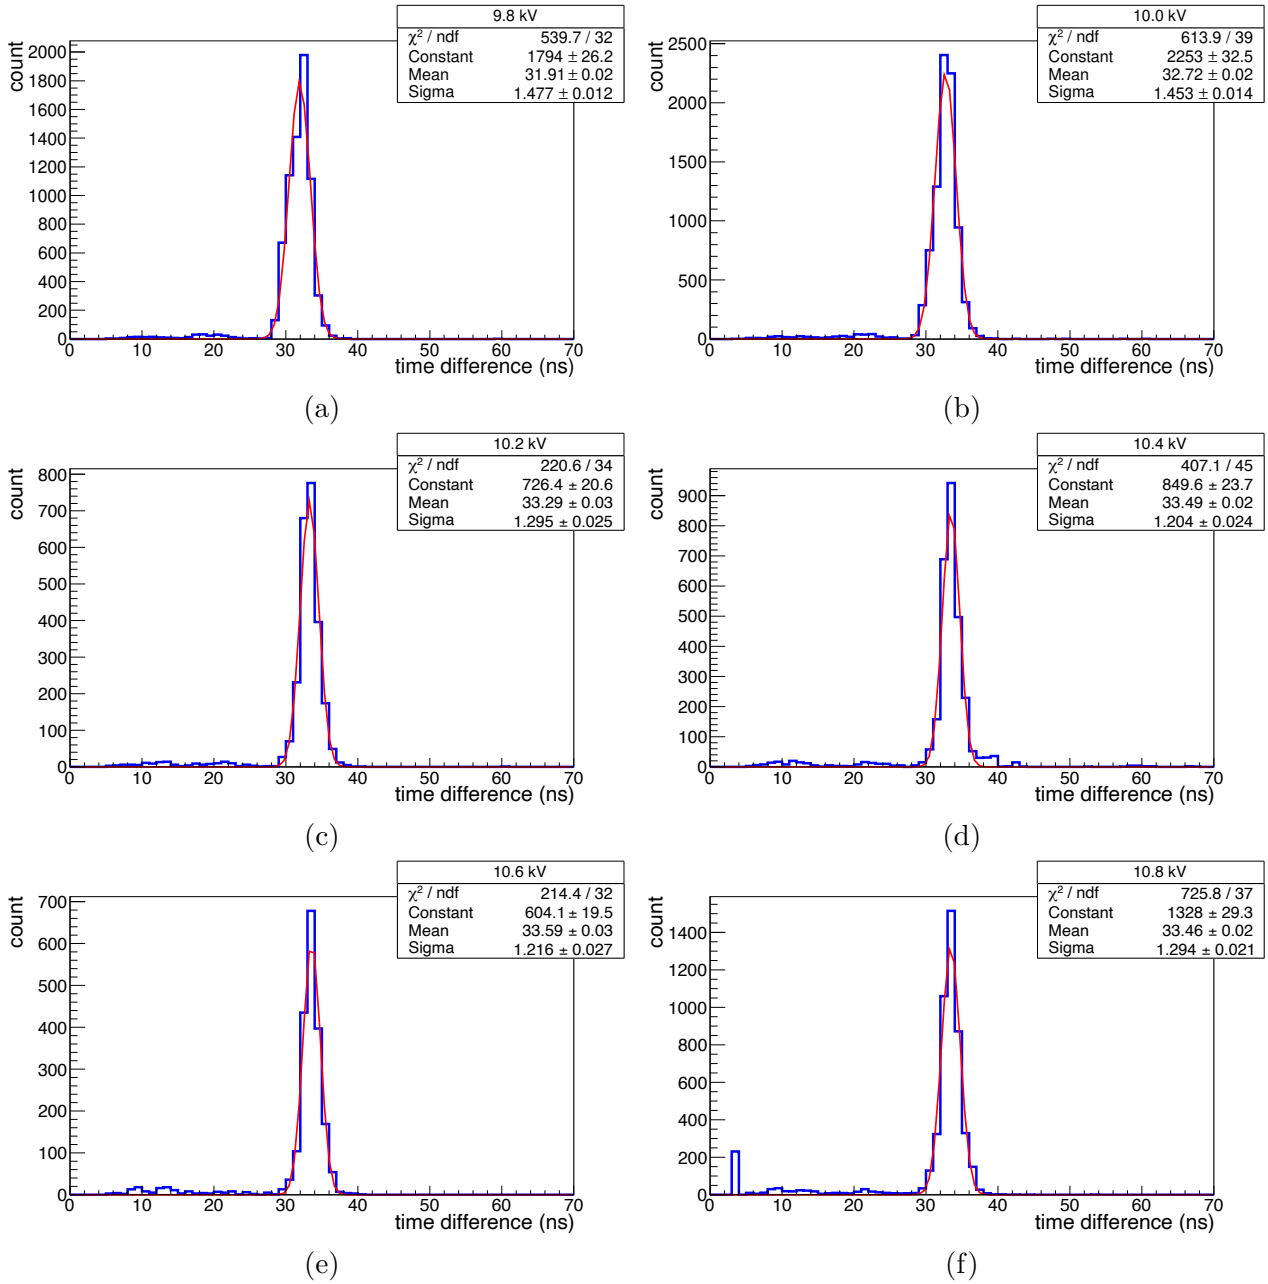 9.8 kV
χ² / ndf 539.7 / 32
Constant 1794 ± 26.2
Mean 31.91 ± 0.02
Sigma 1.477 ± 0.012
count
2000
1800
1600
1400
1200
1000
800
600
400
200
0
0 10 20 30 40 50 60 70
time difference (ns)
(a)
10.0 kV
χ² / ndf 613.9 / 39
Constant 2253 ± 32.5
Mean 32.72 ± 0.02
Sigma 1.453 ± 0.014
count
2500
2000
1500
1000
500
0
0 10 20 30 40 50 60 70
time difference (ns)
(b)
10.2 kV
χ² / ndf 220.6 / 34
Constant 726.4 ± 20.6
Mean 33.29 ± 0.03
Sigma 1.295 ± 0.025
count
800
700
600
500
400
300
200
100
0
0 10 20 30 40 50 60 70
time difference (ns)
(c)
10.4 kV
χ² / ndf 407.1 / 45
Constant 849.6 ± 23.7
Mean 33.49 ± 0.02
Sigma 1.204 ± 0.024
count
900
800
700
600
500
400
300
200
100
0
0 10 20 30 40 50 60 70
time difference (ns)
(d)
10.6 kV
χ² / ndf 214.4 / 32
Constant 604.1 ± 19.5
Mean 33.59 ± 0.03
Sigma 1.216 ± 0.027
count
700
600
500
400
300
200
100
0
0 10 20 30 40 50 60 70
time difference (ns)
(e)
10.8 kV
χ² / ndf 725.8 / 37
Constant 1328 ± 29.3
Mean 33.46 ± 0.02
Sigma 1.294 ± 0.021
count
1400
1200
1000
800
600
400
200
0
0 10 20 30 40 50 60 70
time difference (ns)
(f)